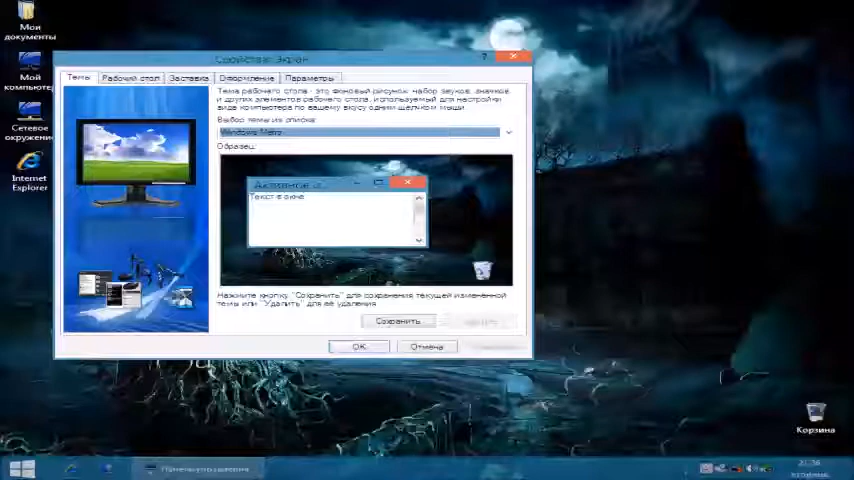 Мои
документы
Мой
компьютер
Сетевое
окружение
Internet
Explorer
Свойства: Экран
?
Темы Рабочий стол Заставка Оформление Параметры
Тема рабочего стола - это фоновый рисунок, набор звуков, значков
и других элементов рабочего стола, используемый для настройки
вида компьютера по вашему вкусу одним щелчком мыши.
Выбор темы из списка:
Windows Metro
Образец:
Активное
Текст в окне
Нажмите кнопку "Сохранить" для сохранения текущей измененной
темы или "Удалить" для её удаления
Сохранить
OK Отмена
Корзина